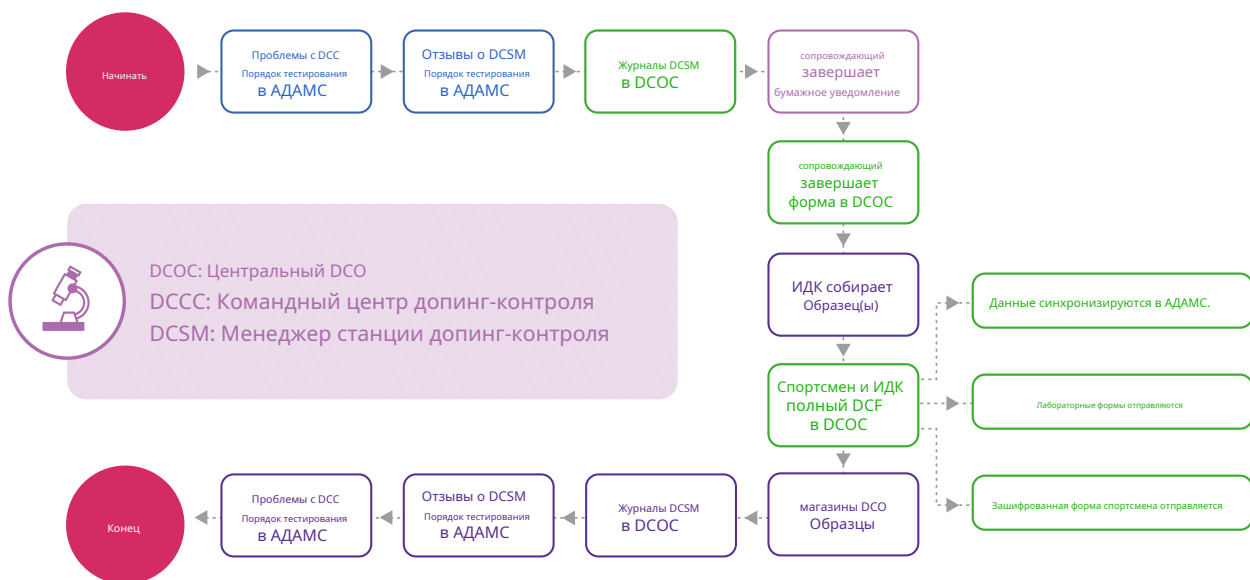 Начинать
Проблемы с DCC
Порядок тестирования
в АДАМС
Отзывы о DCSM
Порядок тестирования
в АДАМС
Журналы DCSM
в DCOC
сопровождающий
завершает
бумажное уведомление
сопровождающий
завершает
форма в DCOC
DCOC: Центральный DCO
DCCC: Командный центр допинг-контроля
DCSM: Менеджер станции допинг-контроля
ИДК собирает
Образец(ы)
Данные синхронизируются в АДАМС.
Спортсмен и ИДК
полный DCF
в DCOC
Лабораторные формы отправляются
Зашифрованная форма спортсмена отправляется
Конец
Проблемы с DCC
Порядок тестирования
в АДАМС
Отзывы о DCSM
Порядок тестирования
в АДАМС
Журналы DCSM
в DCOC
магазины DCO
Образцы